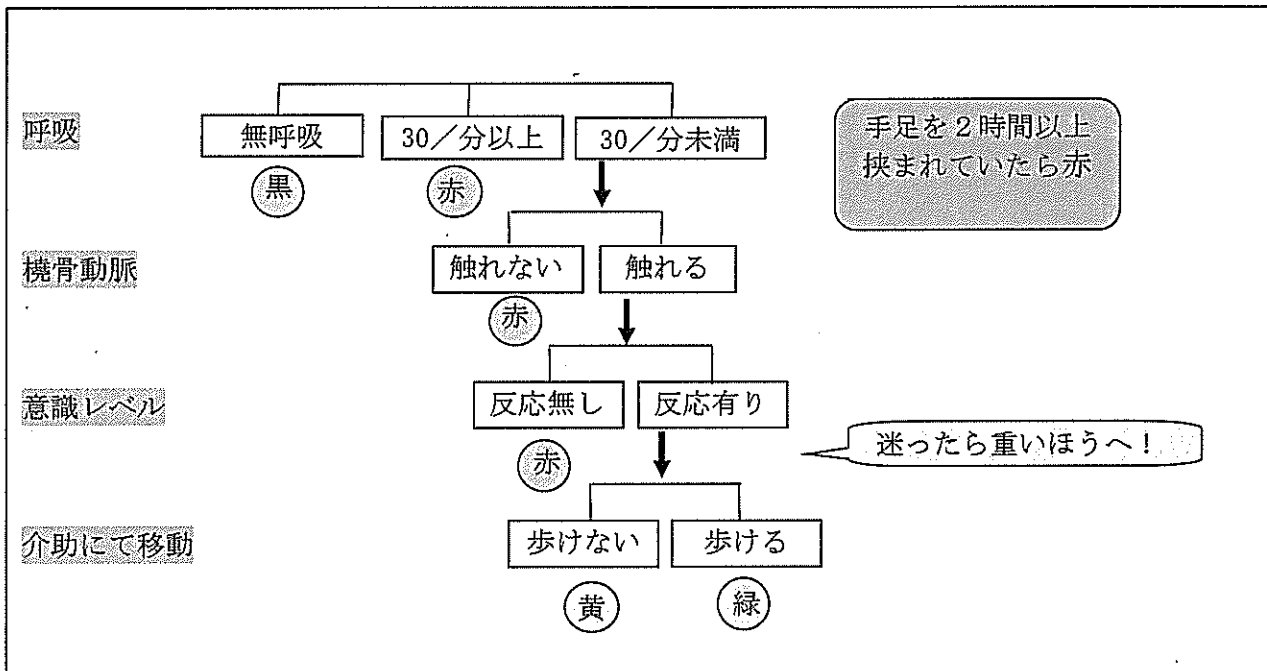 呼吸
無呼吸
30／分以上
30／分未満
手足を２時間以上
挟まれていたら赤
黒
赤
橈骨動脈
触れない
触れる
赤
意識レベル
反応無し
反応有り
迷ったら重いほうへ！
赤
介助にて移動
歩けない
歩ける
黄
緑